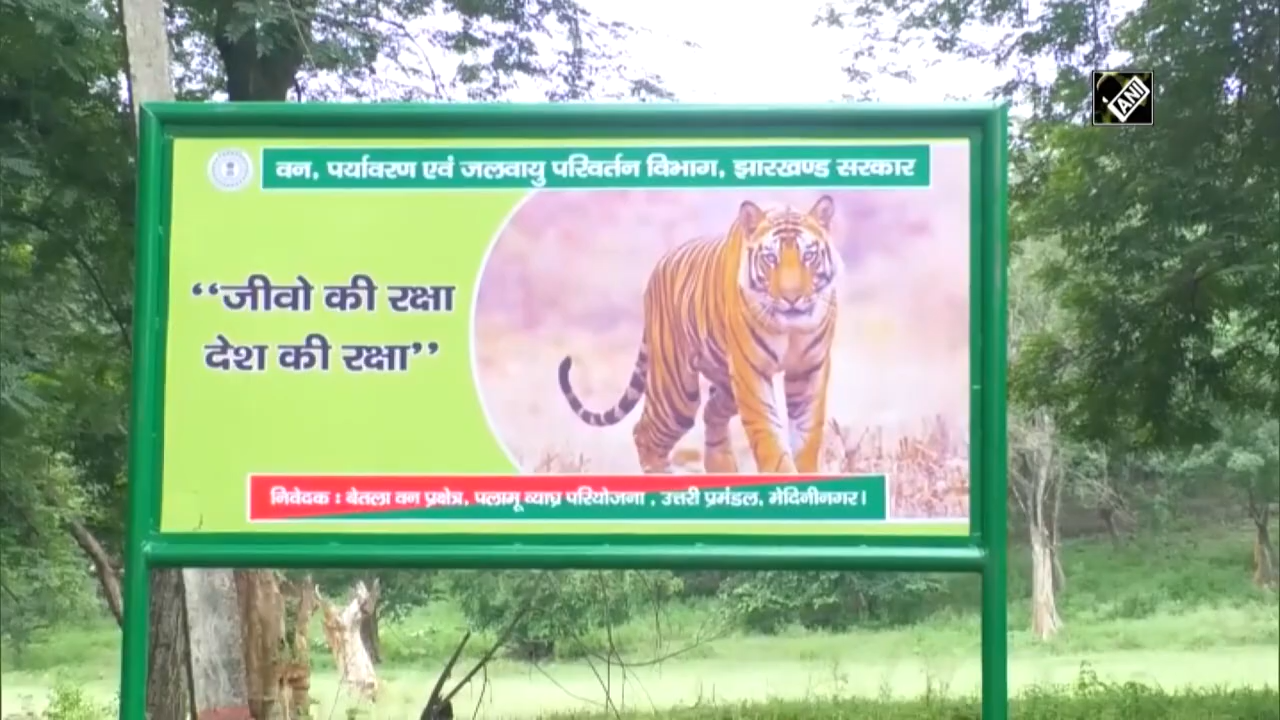 वन, पर्यावरण एवं जलवायु परिवर्तन विभाग, झारखण्ड सरकार
‘‘जीवो की रक्षा
देश की रक्षा’’
निवेदक : बेतला वन प्रक्षेत्र, पलामू व्याघ्र परियोजना , उत्तरी प्रमंडल, मेदिनीनगर।
ANI